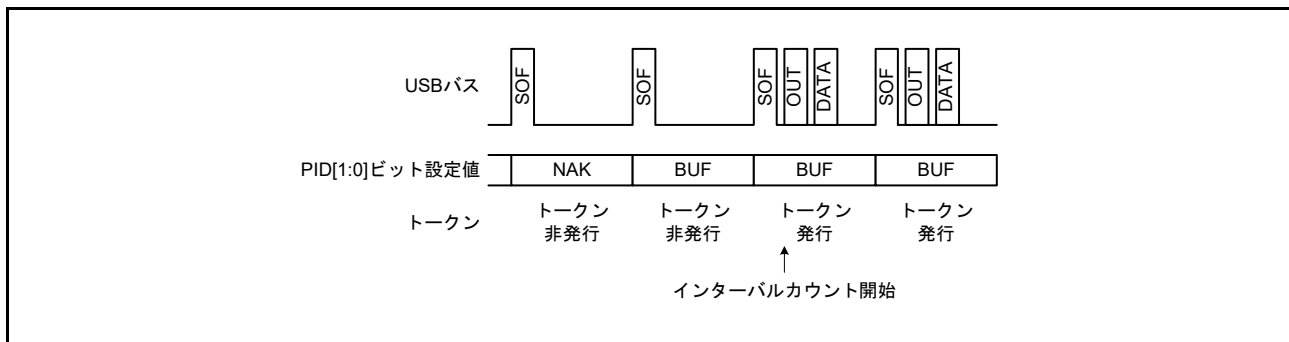 USBバス
SOF
SOF
SOF
OUT
DATA
SOF
OUT
DATA
PID[1:0]ビット設定値
NAK
BUF
BUF
BUF
トークン
トークン
非発行
トークン
非発行
トークン
発行
トークン
発行
インターバルカウント開始